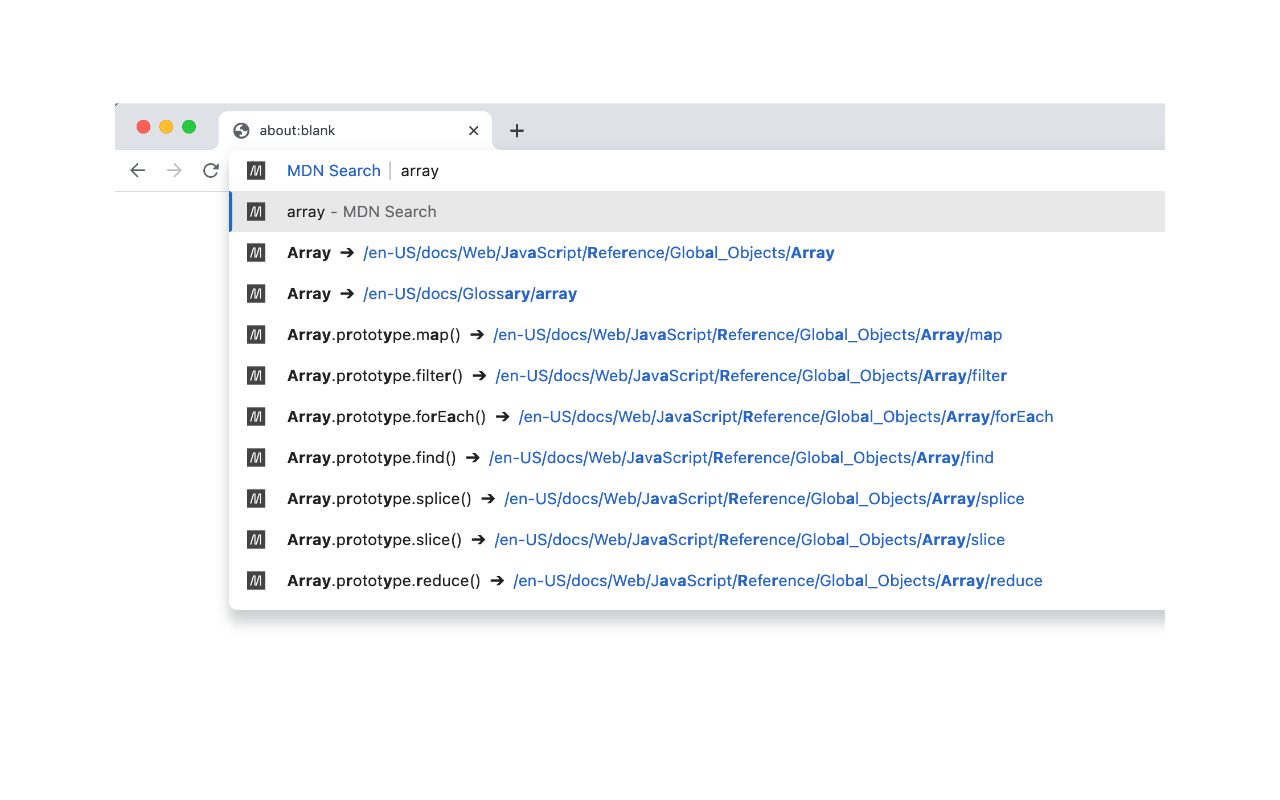 about:blank
MDN Search | array
array - MDN Search
Array ➔ /en-US/docs/Web/JavaScript/Reference/Global_Objects/Array
Array ➔ /en-US/docs/Glossary/array
Array.prototype.map() ➔ /en-US/docs/Web/JavaScript/Reference/Global_Objects/Array/map
Array.prototype.filter() ➔ /en-US/docs/Web/JavaScript/Reference/Global_Objects/Array/filter
Array.prototype.forEach() ➔ /en-US/docs/Web/JavaScript/Reference/Global_Objects/Array/forEach
Array.prototype.find() ➔ /en-US/docs/Web/JavaScript/Reference/Global_Objects/Array/find
Array.prototype.splice() ➔ /en-US/docs/Web/JavaScript/Reference/Global_Objects/Array/splice
Array.prototype.slice() ➔ /en-US/docs/Web/JavaScript/Reference/Global_Objects/Array/slice
Array.prototype.reduce() ➔ /en-US/docs/Web/JavaScript/Reference/Global_Objects/Array/reduce